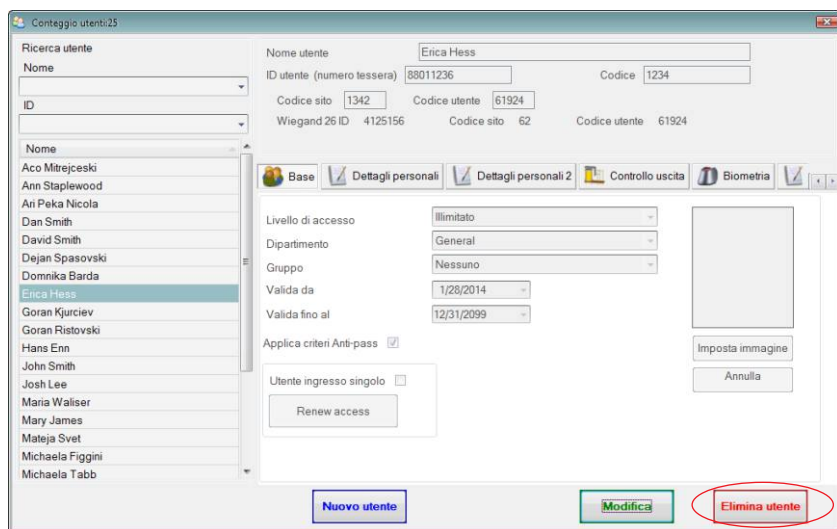 Conteggio utenti:25
Ricerca utente
Nome
ID
Nome
Aco Mitrejceski
Ann Staplewood
Ari Peka Nicola
Dan Smith
David Smith
Dejan Spasovski
Domnika Barda
Erica Hess
Goran Kjurciev
Goran Ristovski
Hans Enn
John Smith
Josh Lee
Maria Waliser
Mary James
Mateja Svet
Michaela Figgini
Michaela Tabb
Nome utente Erica Hess
ID utente (numero tessera) 88011236 Codice 1234
Codice sito 1342 Codice utente 61924
Wiegand 26 ID 4125156 Codice sito 62 Codice utente 61924
Base Dettagli personali Dettagli personali 2 Controllo uscita Biometria
Livello di accesso Illimitato
Dipartimento General
Gruppo Nessuno
Valida da 1/28/2014
Valida fino al 12/31/2099
Applica criteri Anti-pass
Utente ingresso singolo
Renew access
Imposta immagine
Annulla
Nuovo utente Modifica Elimina utente